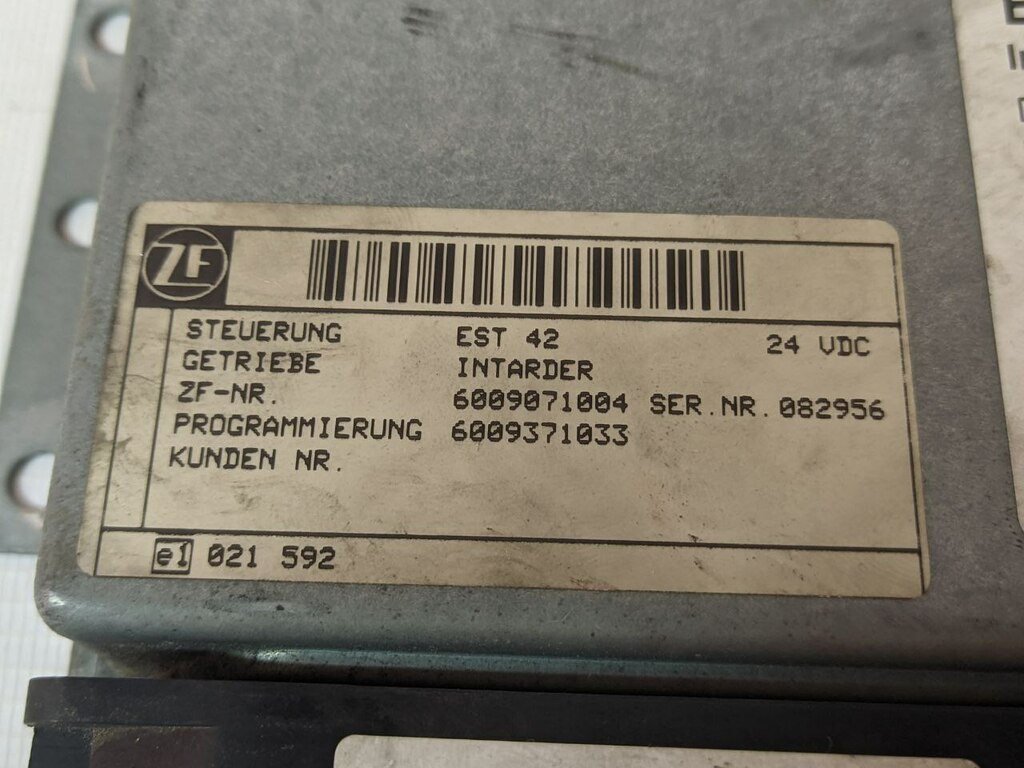 ZF
STEUERUNG EST 42 24 VDC
GETRIEBE INTARDER
ZF-NR. 6009071004 SER.NR.082956
PROGRAMMIERUNG 6009371033
KUNDEN NR.
e1 021 592